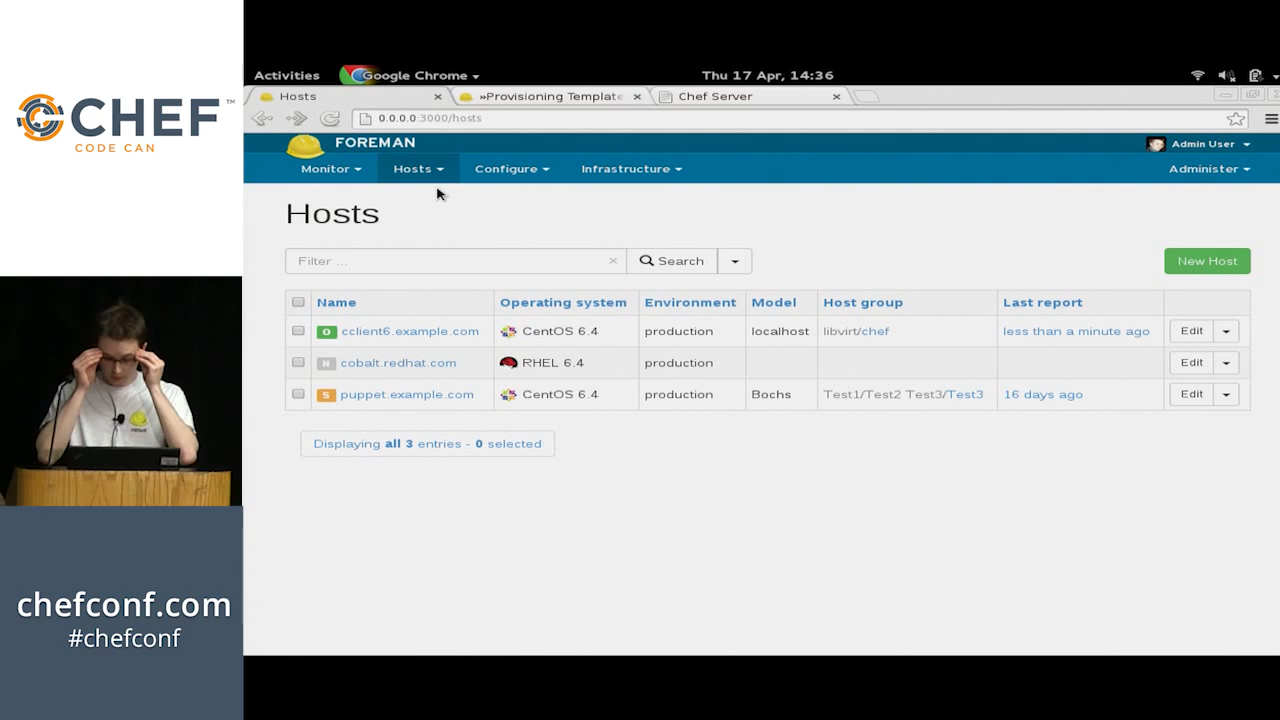 CHEF™
CODE CAN
chefconf.com
#chefconf
Activities Google Chrome Thu 17 Apr, 14:36
Hosts »Provisioning Template Chef Server
0.0.0.0:3000/hosts
FOREMAN Admin User
Monitor Hosts Configure Infrastructure Administer
Hosts
Filter ... Search New Host
Name Operating system Environment Model Host group Last report
O cclient6.example.com CentOS 6.4 production localhost libvirt/chef less than a minute ago Edit
N cobalt.redhat.com RHEL 6.4 production Edit
S puppet.example.com CentOS 6.4 production Bochs Test1/Test2 Test3/Test3 16 days ago Edit
Displaying all 3 entries - 0 selected